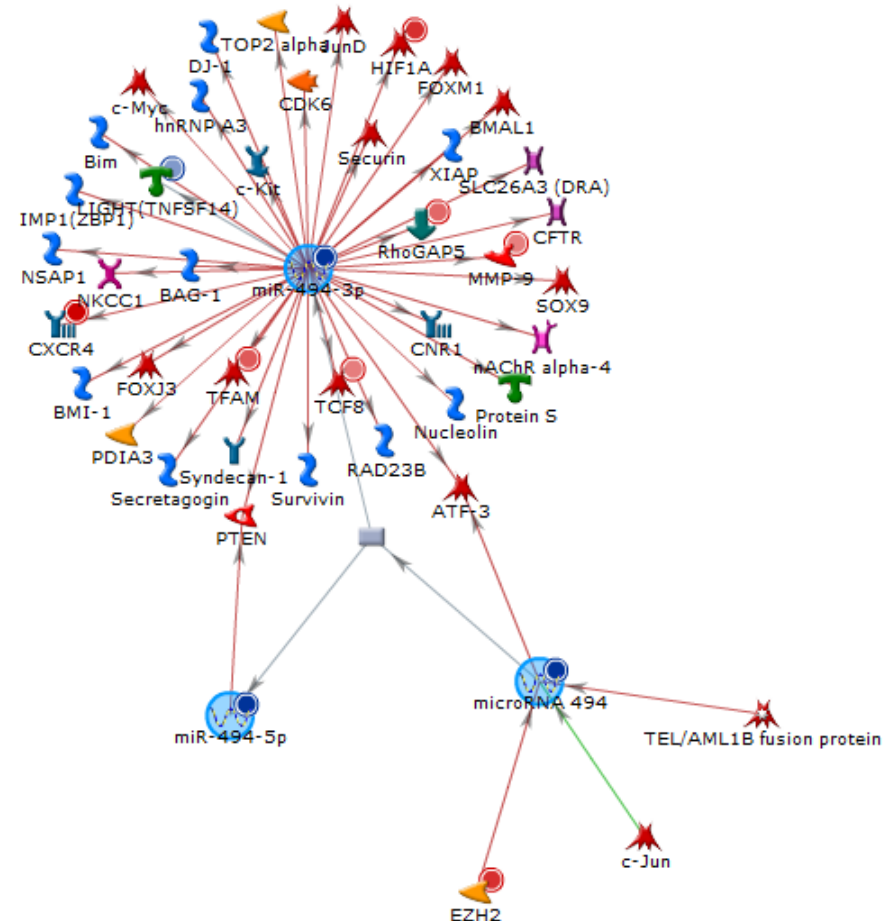 TOP2 alpha
JunD
DJ-1
HIF1A
FOXM1
c-Myc
CDK6
hnRNP A3
BMAL1
Bim
Securin
c-Kit
XIAP
SLC26A3 (DRA)
LIGHT(TNFSF14)
IMP1(ZBP1)
CFTR
RhoGAP5
NSAP1
NKCC1
BAG-1
miR-494-3p
MMP-9
SOX9
CXCR4
CNR1
nAChR alpha-4
FOXJ3
TFAM
TCF8
BMI-1
Protein S
Nucleolin
PDIA3
Syndecan-1
RAD23B
Secretagogin
Survivin
ATF-3
PTEN
microRNA 494
miR-494-5p
TEL/AML1B fusion protein
c-Jun
EZH2